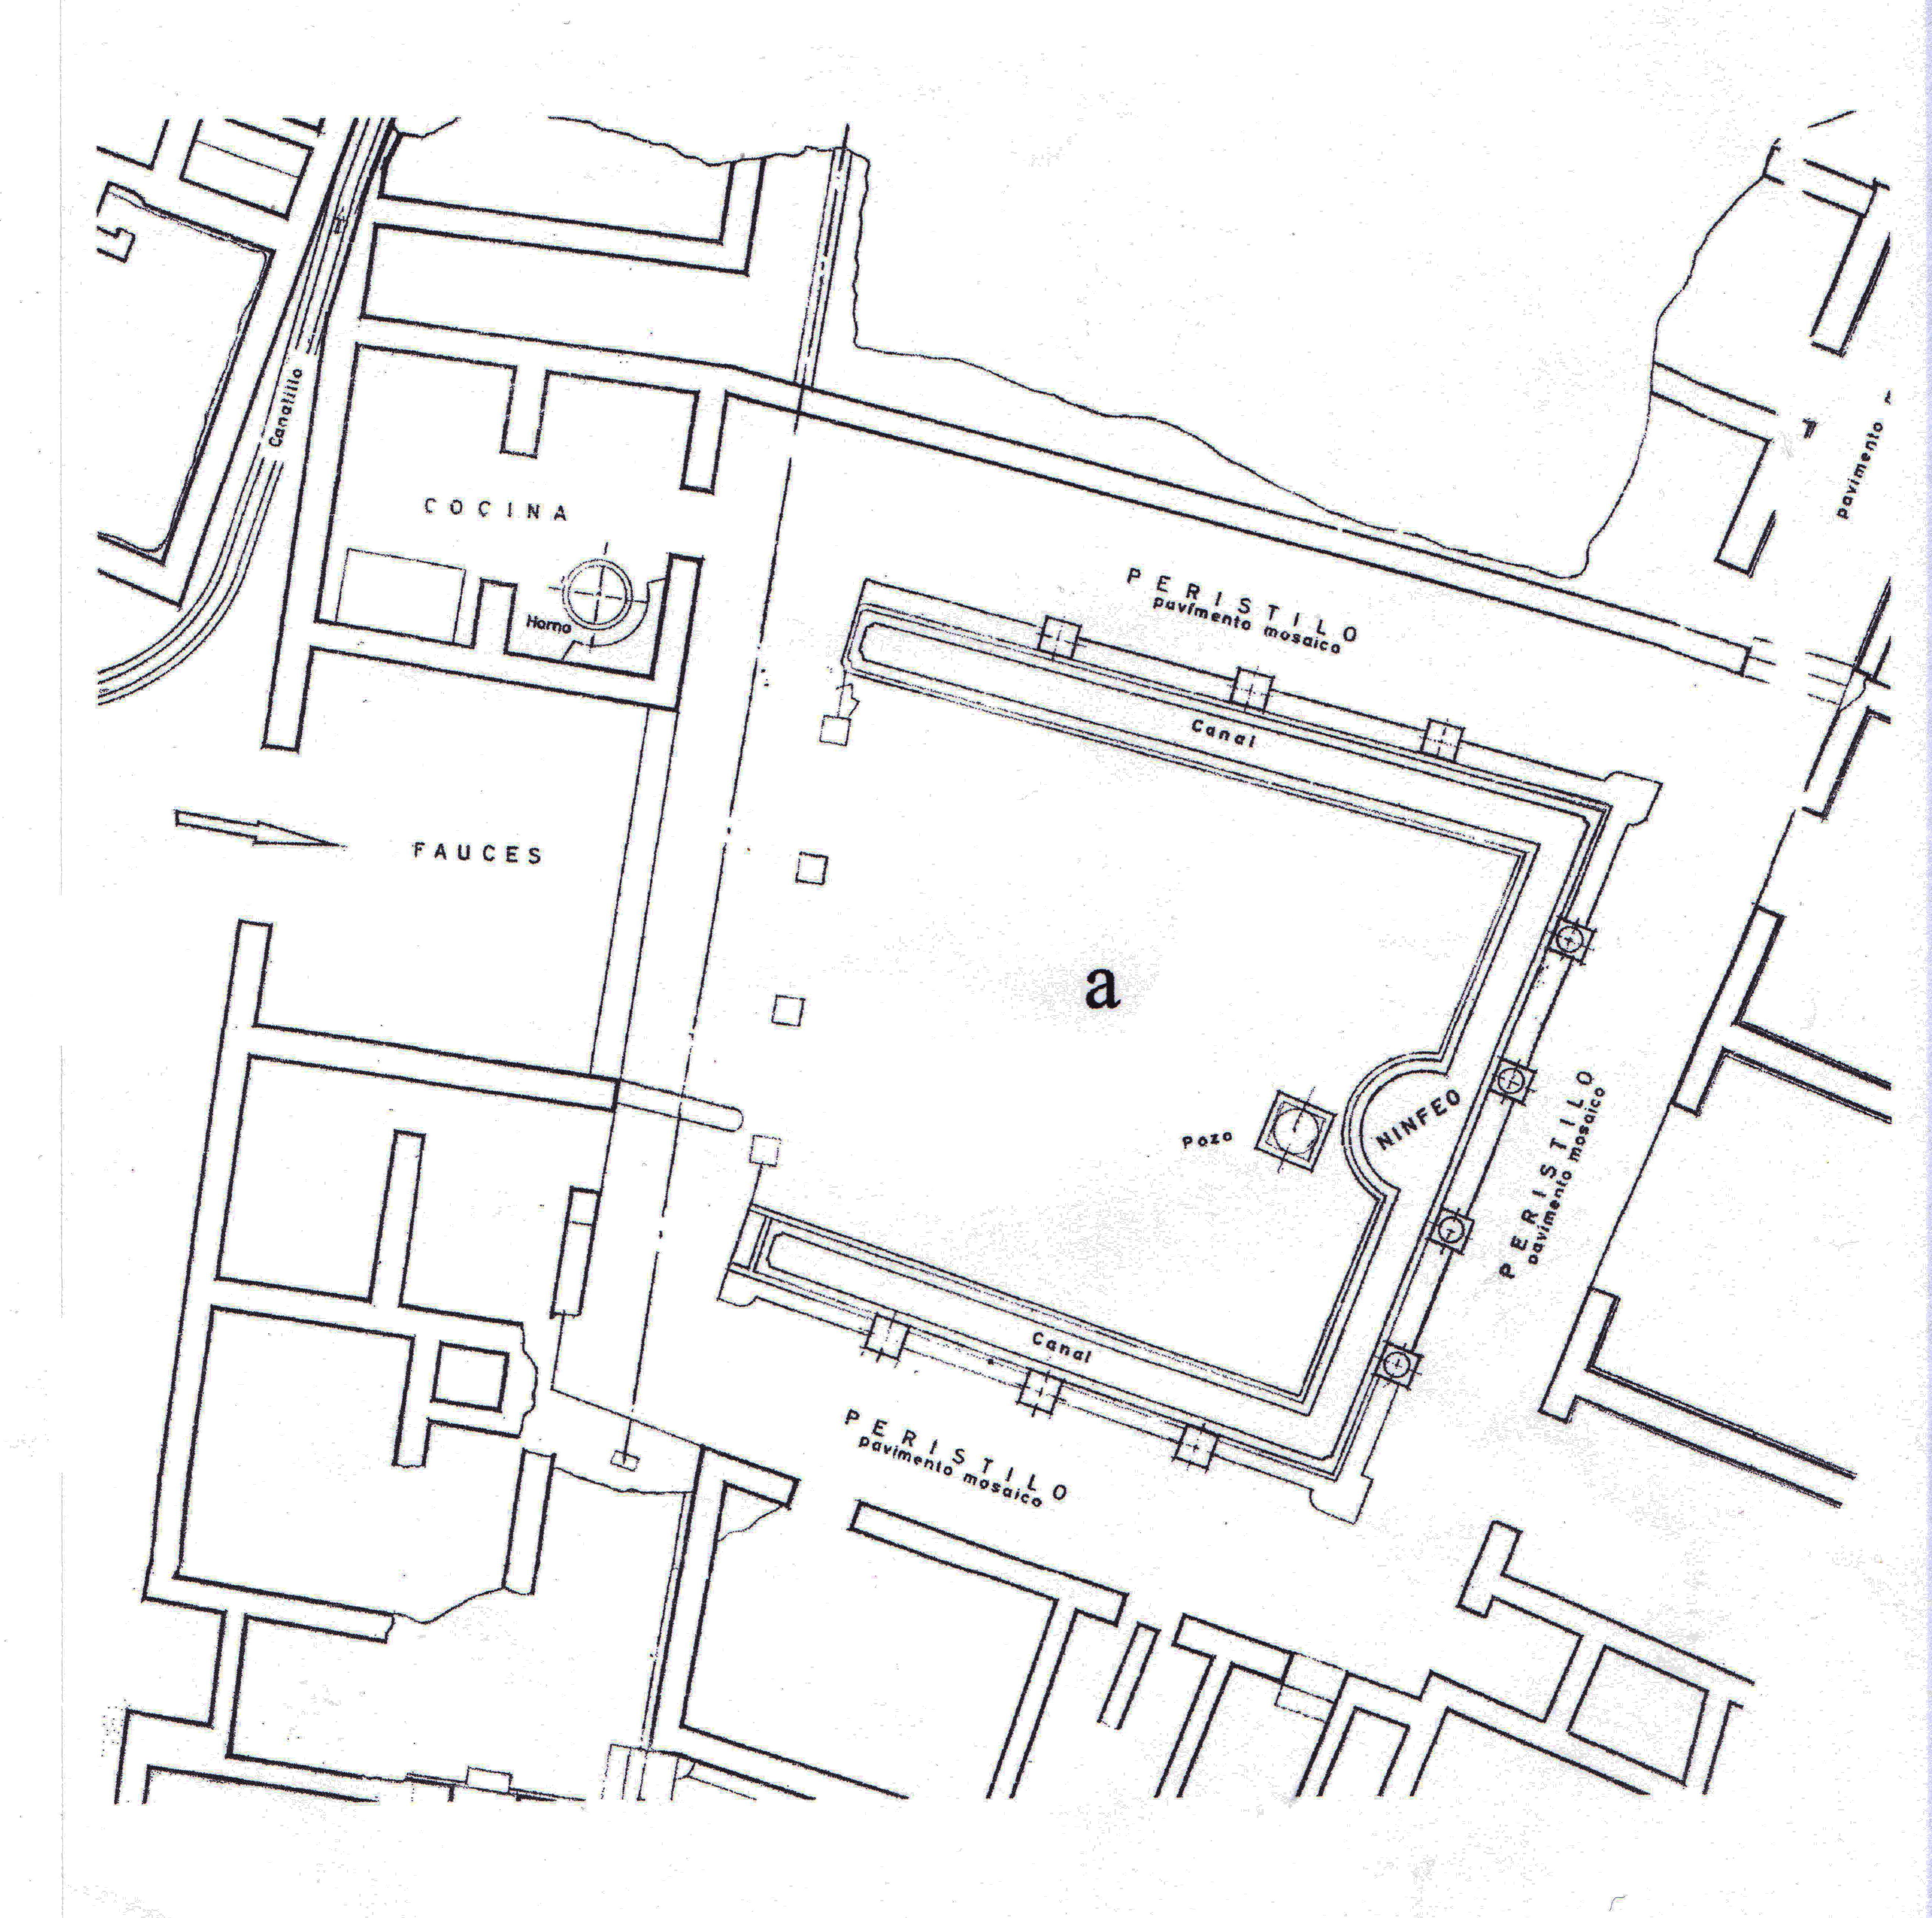 Canalillo
pavimento
COCINA
Horno
PERISTILO
pavimento mosaico
Canal
FAUCES
a
Pozo
NINFEO
PERISTILO
pavimento mosaico
Canal
PERISTILO
pavimento mosaico